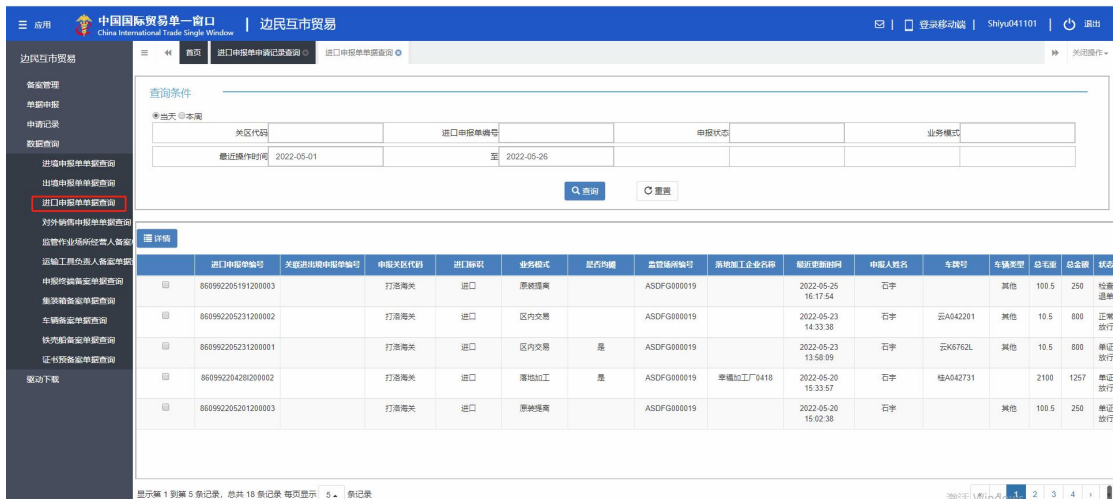 应用
中国国际贸易单一窗口
China International Trade Single Window
边民互市贸易
登录移动端
Shiyu041101
退出
边民互市贸易
首页
进口申报单申请记录查询
进口申报单单据查询
关闭操作
备案管理
单据申报
申请记录
数据查询
进境申报单单据查询
出境申报单单据查询
进口申报单单据查询
对外销售申报单单据查询
监管作业场所经营人备案
运输工具负责人备案单据
申报终端备案单据查询
集装箱备案单据查询
车辆备案单据查询
铁壳船备案单据查询
证书预备案单据查询
驱动下载
查询条件
当天 本周
关区代码 进口申报单编号 申报状态 业务模式
最近操作时间 2022-05-01 至 2022-05-26
查询 重置
详情
进口申报单编号 关联进出境申报单编号 申报关区代码 进口标识 业务模式 是否均摊 监管场所编号 落地加工企业名称 最近更新时间 申报人姓名 车牌号 车辆类型 总毛重 总金额 状态
860992205191200003 打洛海关 进口 原装提离 ASDFG000019 2022-05-25 16:17:54 石宇 其他 100.5 250 检查退单
860992205231200002 打洛海关 进口 区内交易 ASDFG000019 2022-05-23 14:33:38 石宇 云A042201 其他 10.5 800 正常放行
860992205231200001 打洛海关 进口 区内交易 是 ASDFG000019 2022-05-23 13:58:09 石宇 云K6762L 其他 10.5 800 单证放行
86099220428I200002 打洛海关 进口 落地加工 是 ASDFG000019 幸福加工厂0418 2022-05-20 15:33:57 石宇 桂A042731 2100 1257 单证放行
860992205201200003 打洛海关 进口 原装提离 ASDFG000019 2022-05-20 15:02:38 石宇 其他 100.5 250 单证放行
显示第 1 到第 5 条记录，总共 18 条记录 每页显示 5 条记录
激活 Windows
1 2 3 4